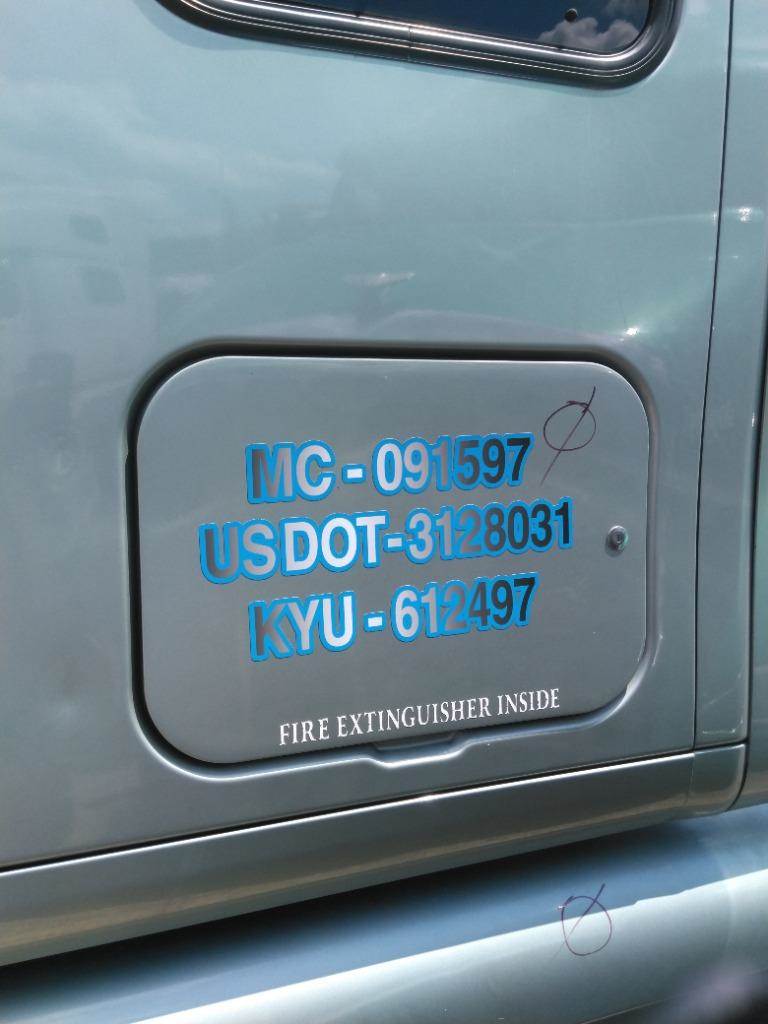 MC - 091597
USDOT-3128031
KYU - 612497
FIRE EXTINGUISHER INSIDE